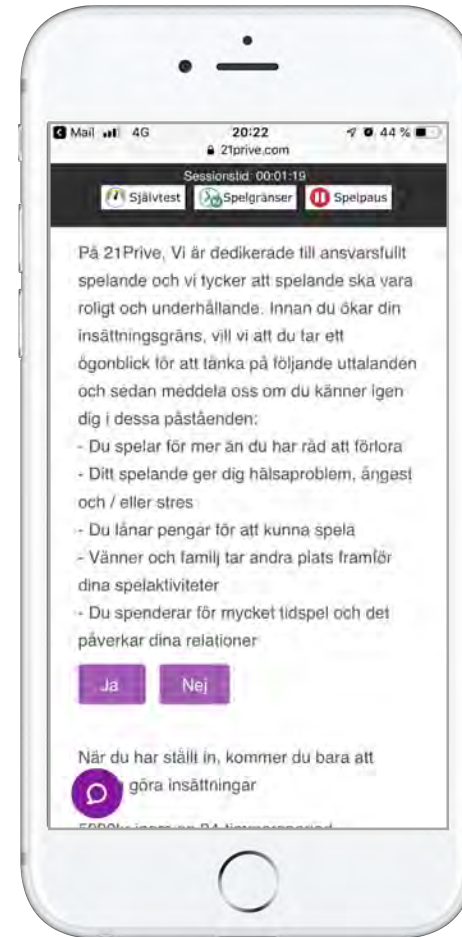 Mail 4G 20:22 44 %
21prive.com
Sessionstid: 00:01:19
Självtest Spelgränser Spelpaus
På 21Prive, Vi är dedikerade till ansvarsfullt
spelande och vi tycker att spelande ska vara
roligt och underhållande. Innan du ökar din
insättningsgräns, vill vi att du tar ett
ögonblick för att tänka på följande uttalanden
och sedan meddela oss om du känner igen
dig i dessa påståenden:
- Du spelar för mer än du har råd att förlora
- Ditt spelande ger dig hälsaproblem, ångest
och / eller stres
- Du lånar pengar för att kunna spela
- Vänner och familj tar andra plats framför
dina spelaktiviteter
- Du spenderar för mycket tidspel och det
påverkar dina relationer
Ja Nej
När du har ställt in, kommer du bara att
göra insättningar